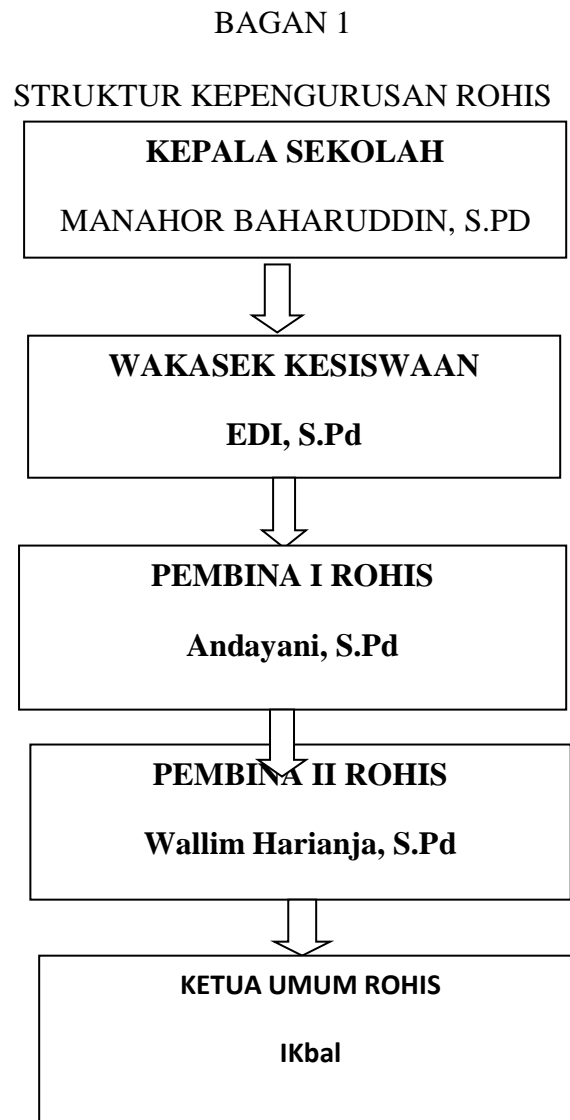 BAGAN 1
STRUKTUR KEPENGURUSAN ROHIS
KEPALA SEKOLAH
MANAHOR BAHARUDDIN, S.PD
WAKASEK KESISWAAN
EDI, S.Pd
PEMBINA I ROHIS
Andayani, S.Pd
PEMBINA II ROHIS
Wallim Harianja, S.Pd
KETUA UMUM ROHIS
IKbal